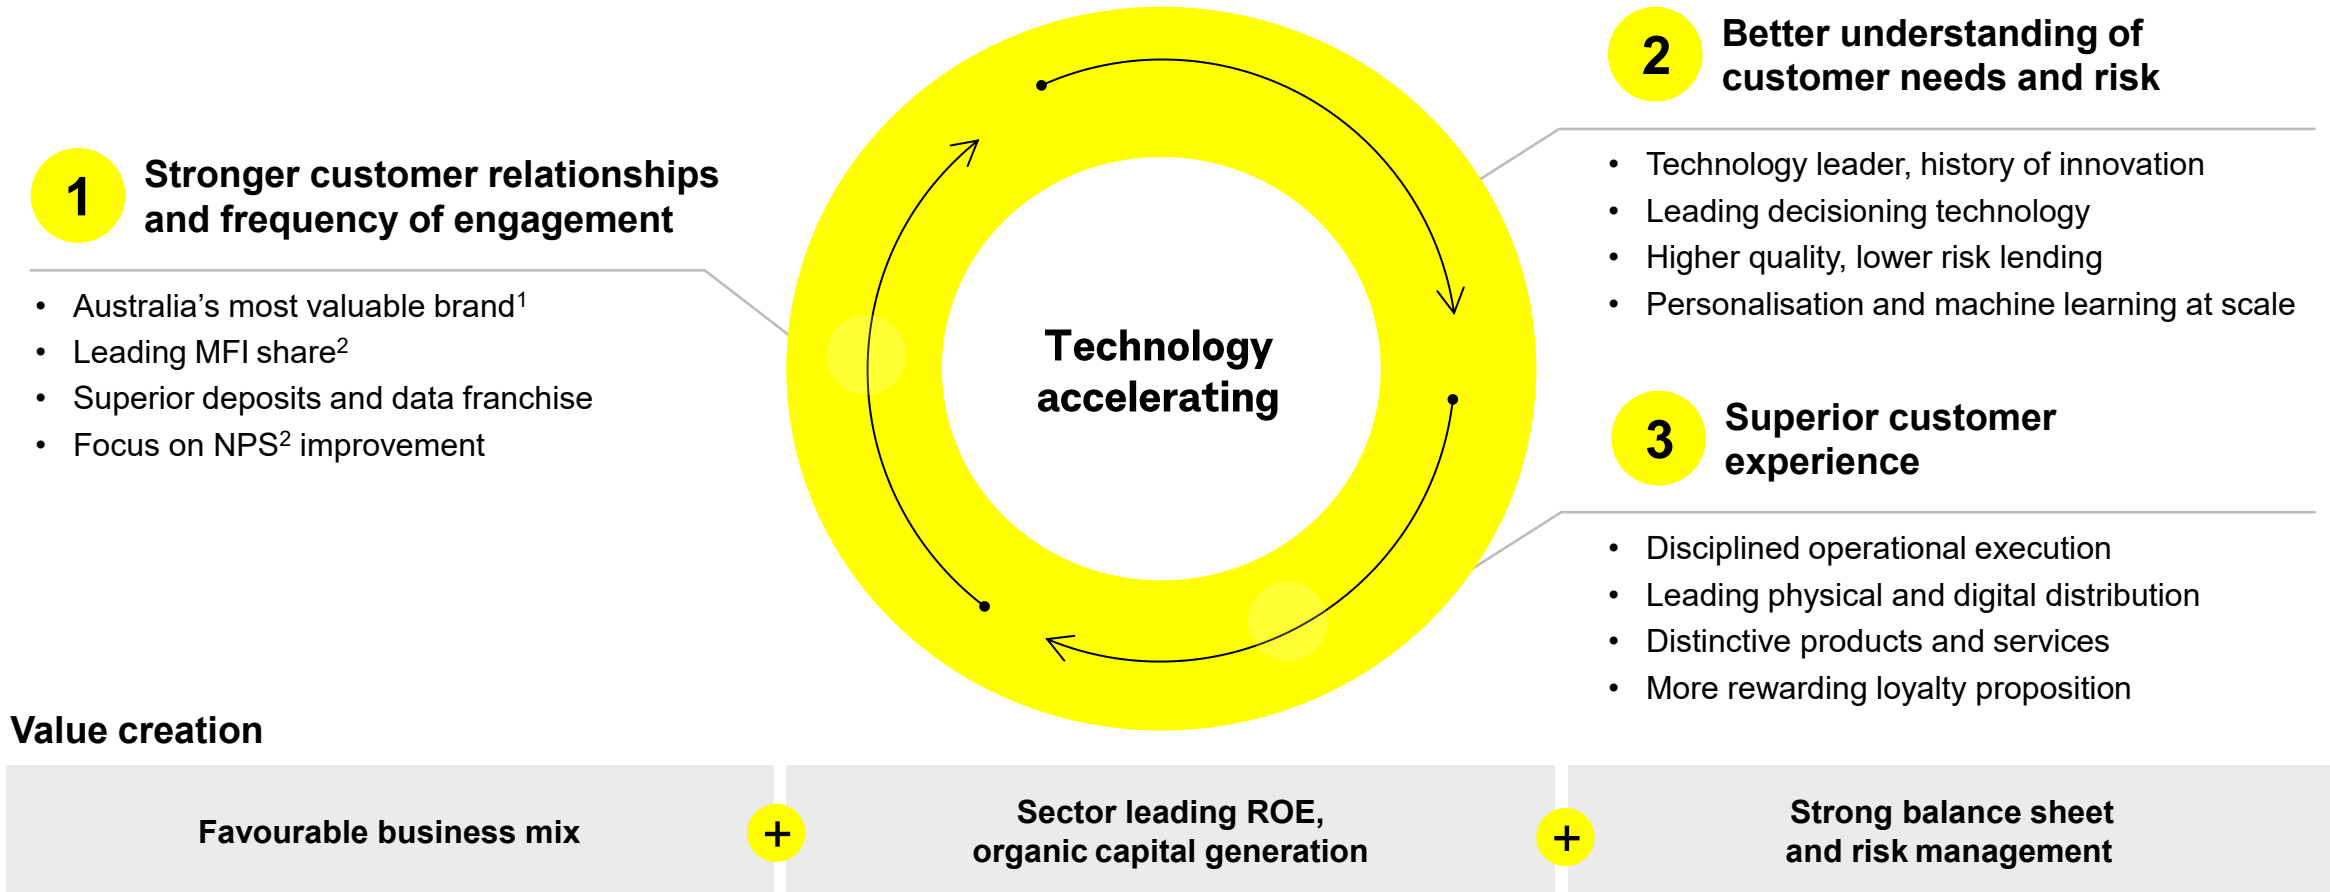 1
Stronger customer relationships
and frequency of engagement
• Australia’s most valuable brand1
• Leading MFI share2
• Superior deposits and data franchise
• Focus on NPS2 improvement
Technology
accelerating
2
Better understanding of
customer needs and risk
• Technology leader, history of innovation
• Leading decisioning technology
• Higher quality, lower risk lending
• Personalisation and machine learning at scale
3
Superior customer
experience
• Disciplined operational execution
• Leading physical and digital distribution
• Distinctive products and services
• More rewarding loyalty proposition
Value creation
Favourable business mix
+
Sector leading ROE,
organic capital generation
+
Strong balance sheet
and risk management